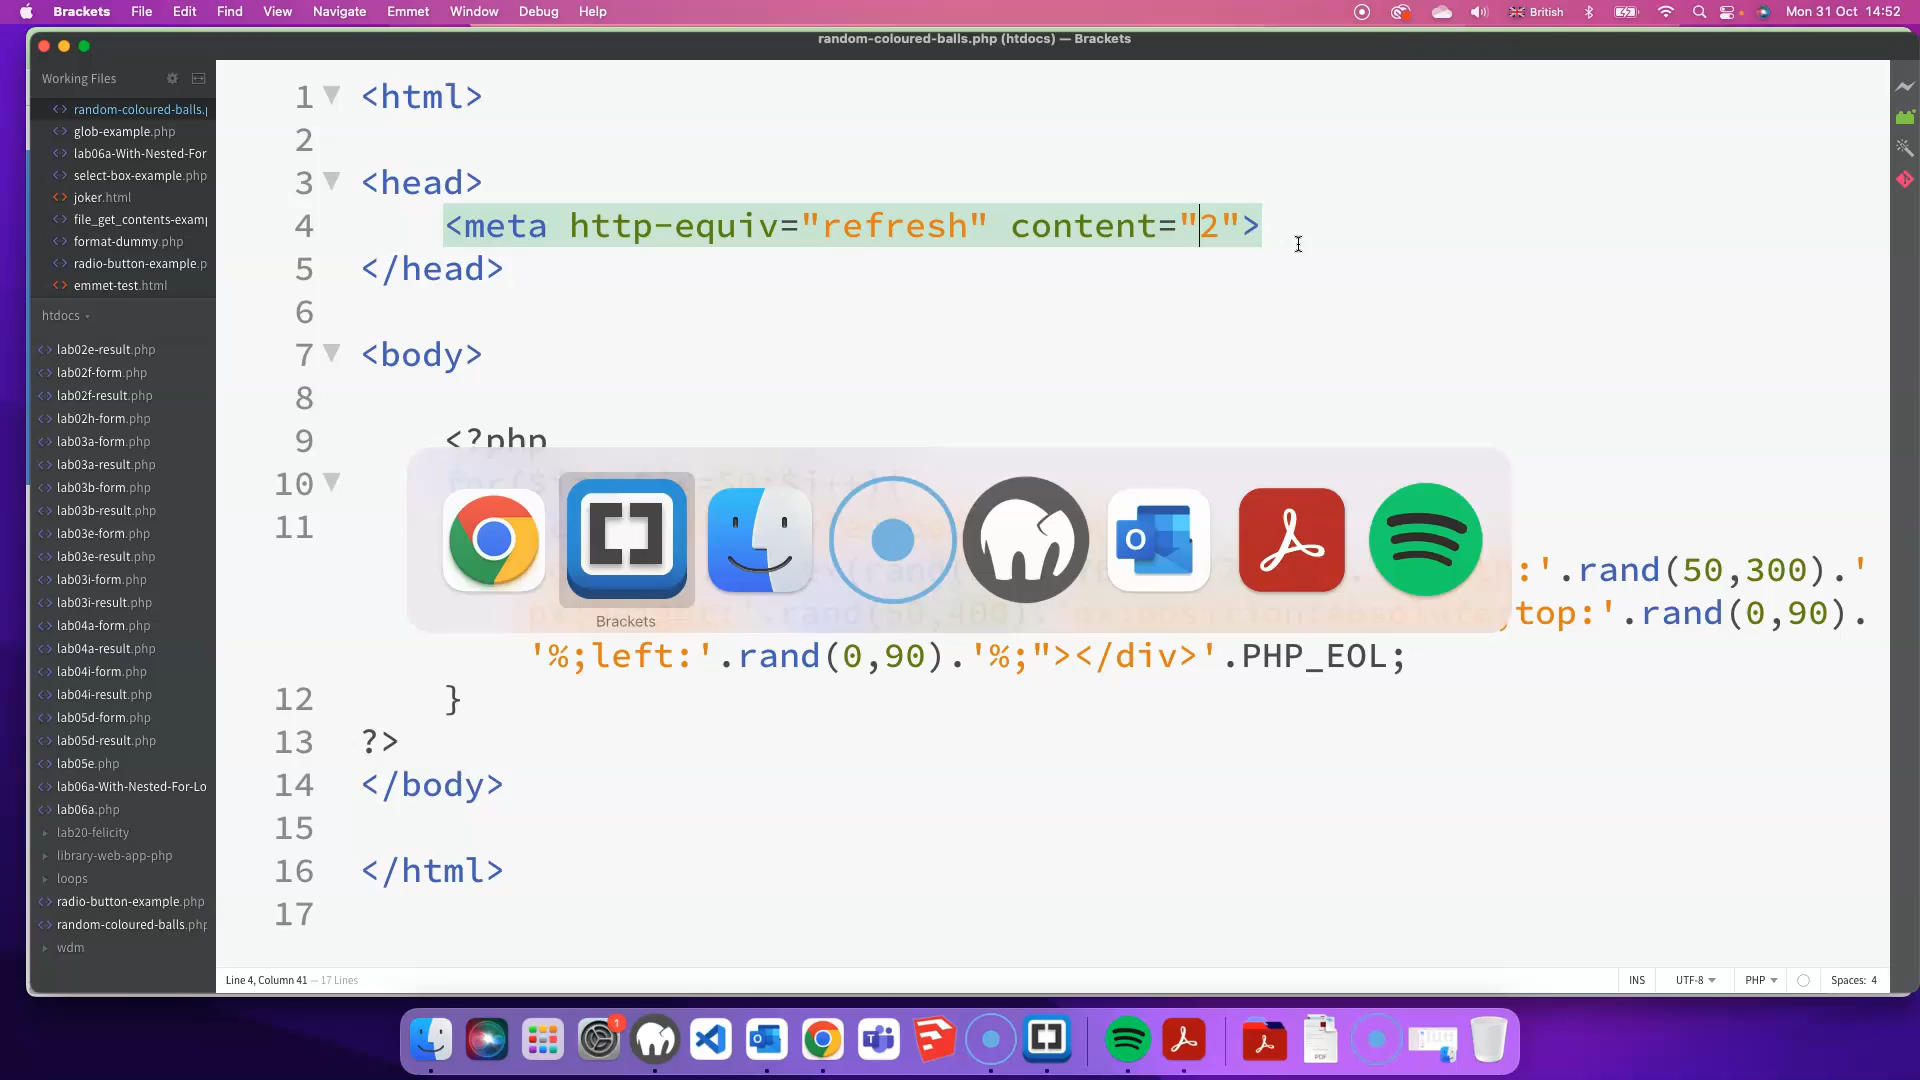 Brackets File Edit Find View Navigate Emmet Window Debug Help British Mon 31 Oct 14:52
random-coloured-balls.php (htdocs) — Brackets
Working Files
random-coloured-balls.p
glob-example.php
lab06a-With-Nested-For
select-box-example.php
joker.html
file_get_contents-examp
format-dummy.php
radio-button-example.p
emmet-test.html
htdocs
lab02e-result.php
lab02f-form.php
lab02f-result.php
lab02h-form.php
lab03a-form.php
lab03a-result.php
lab03b-form.php
lab03b-result.php
lab03e-form.php
lab03e-result.php
lab03i-form.php
lab03i-result.php
lab04a-form.php
lab04a-result.php
lab04i-form.php
lab04i-result.php
lab05d-form.php
lab05d-result.php
lab05e.php
lab06a-With-Nested-For-Lo
lab06a.php
lab20-felicity
library-web-app-php
loops
radio-button-example.php
random-coloured-balls.php
wdm
1 <html>
2
3 <head>
4 <meta http-equiv="refresh" content="2">
5 </head>
6
7 <body>
8
9 <?php
10
11
:'.rand(50,300).'
top:'.rand(0,90).
'%;left:'.rand(0,90).'%;"></div>'.PHP_EOL;
12 }
13 ?>
14 </body>
15
16 </html>
17
Brackets
Line 4, Column 41 — 17 Lines
INS UTF-8 PHP Spaces: 4
1
PDF